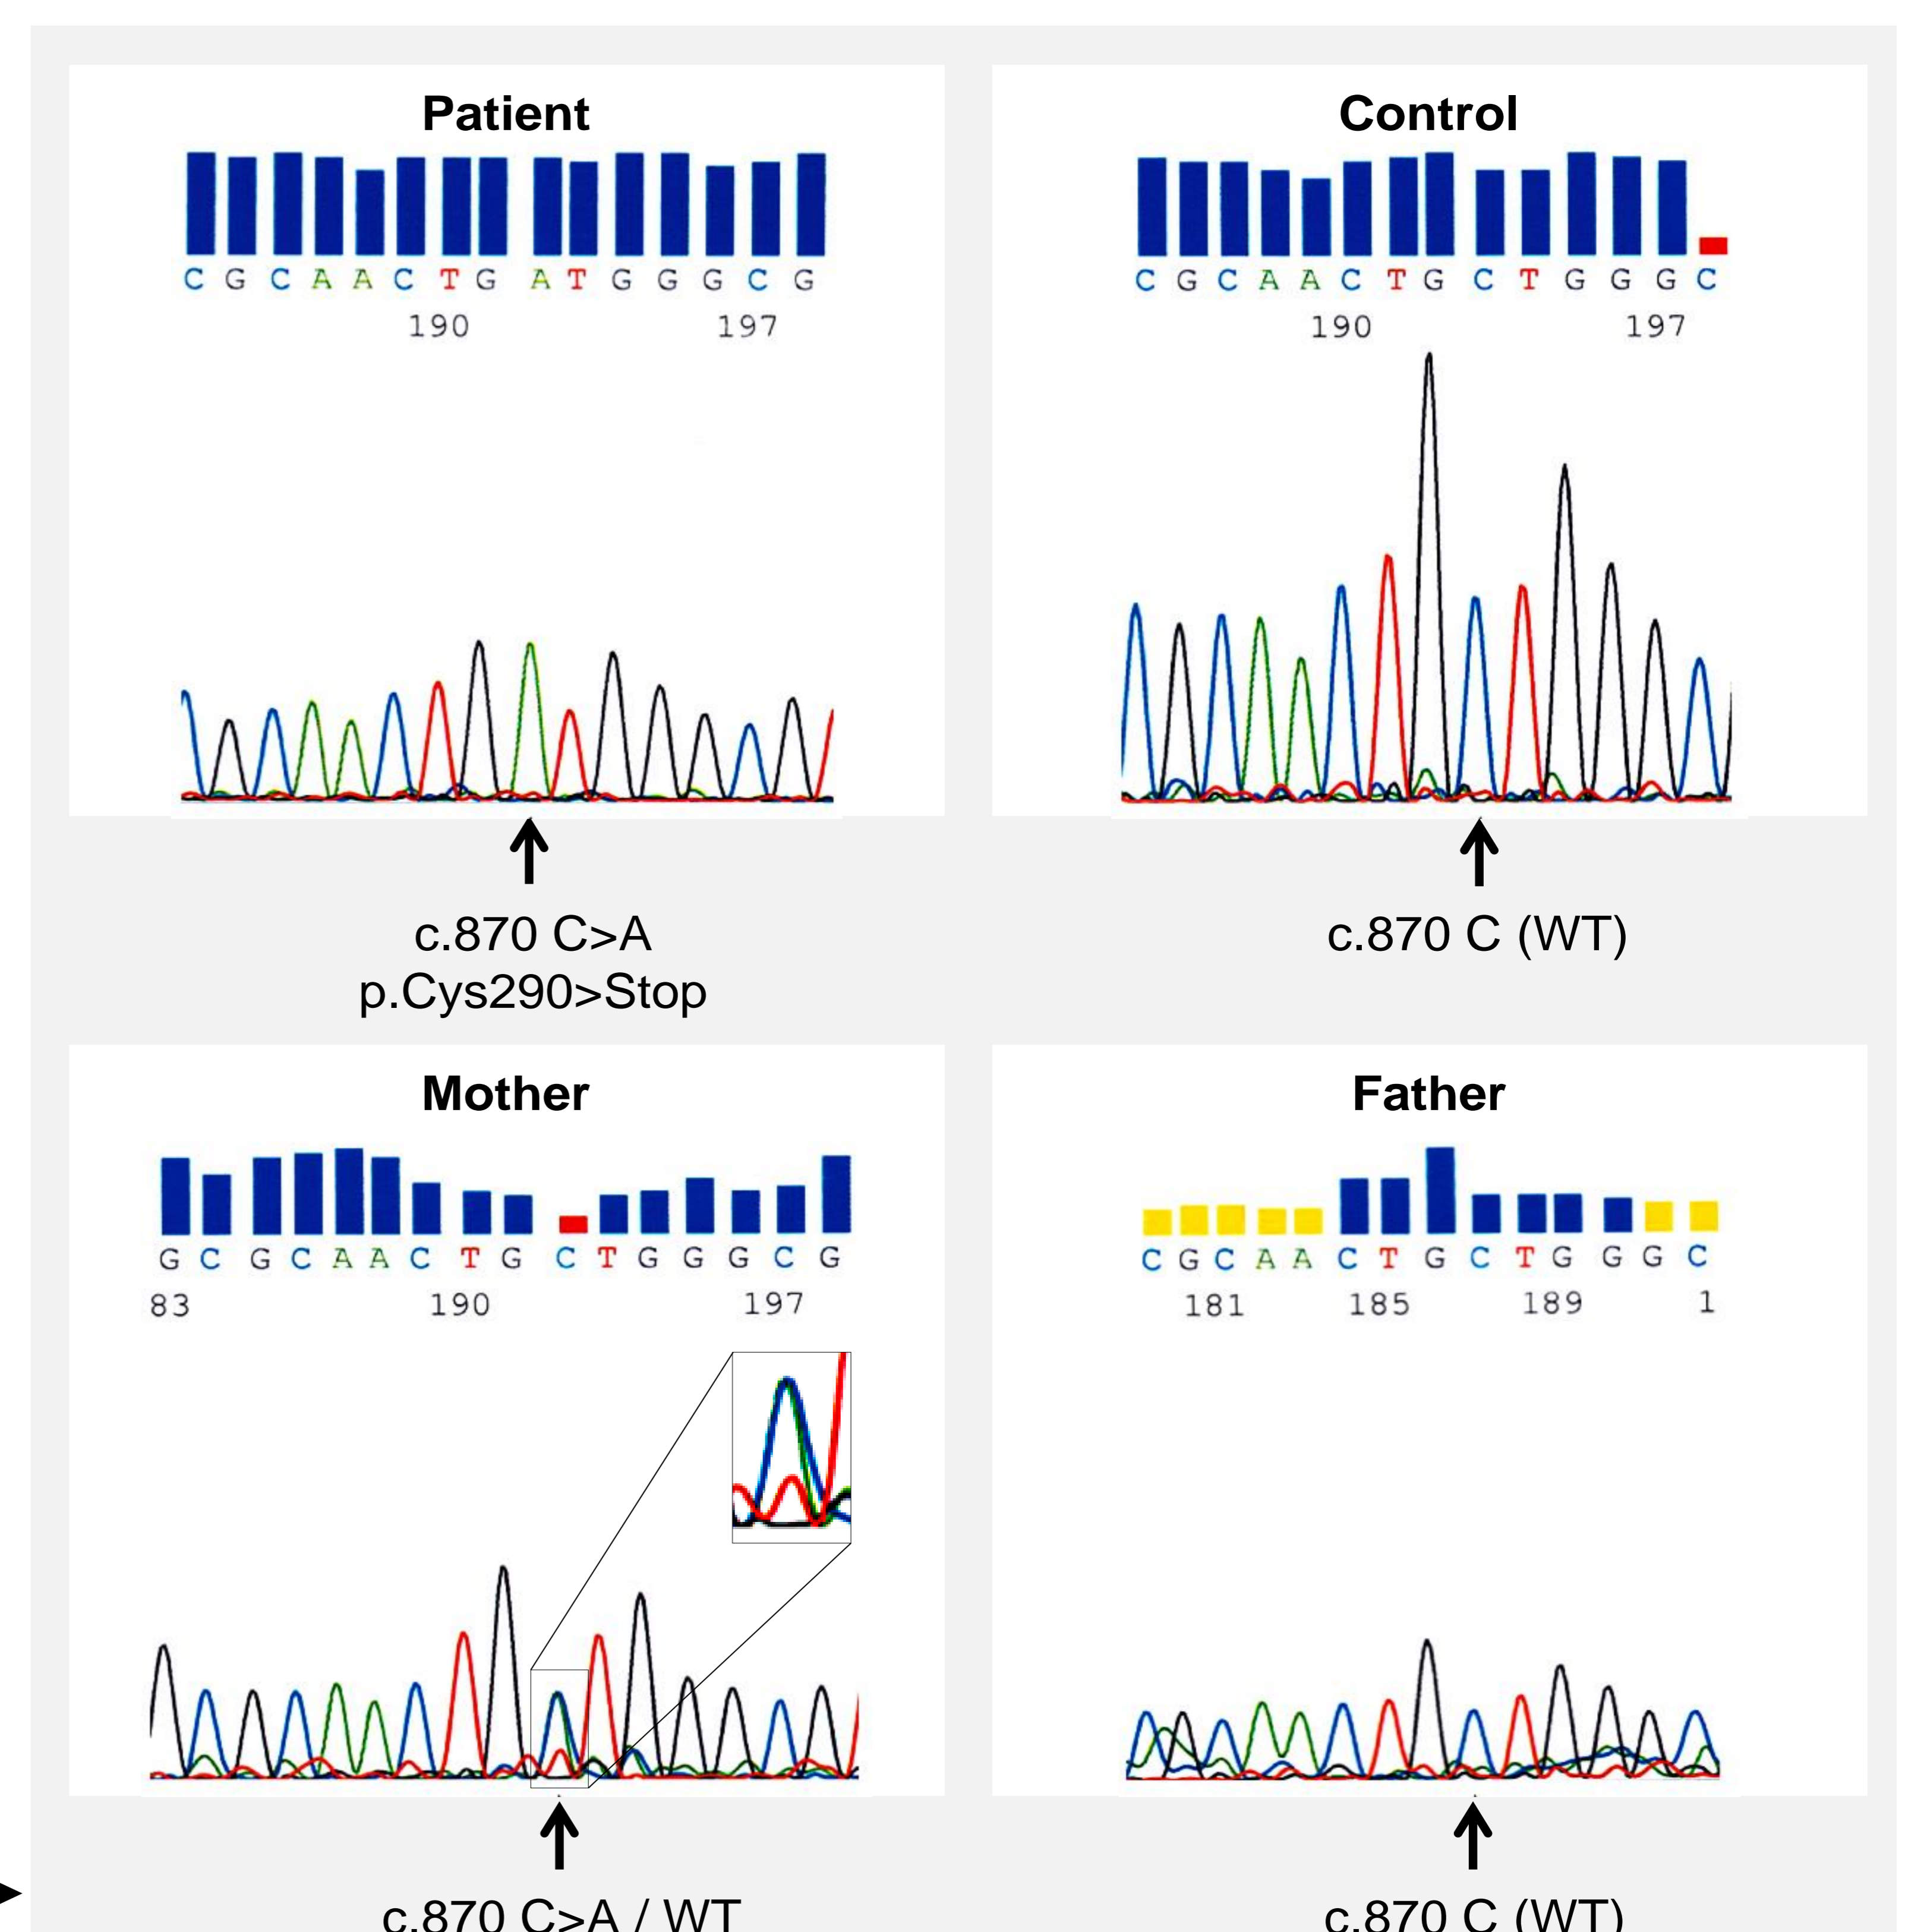 Patient
C G C A A C T G A T G G G C G
190 197
c.870 C>A
p.Cys290>Stop
Control
C G C A A C T G C T G G G C
190 197
c.870 C (WT)
Mother
G C G C A A C T G C T G G G C G
83 190 197
c.870 C>A / WT
Father
C G C A A C T G C T G G G C
181 185 189 1
c.870 C (WT)